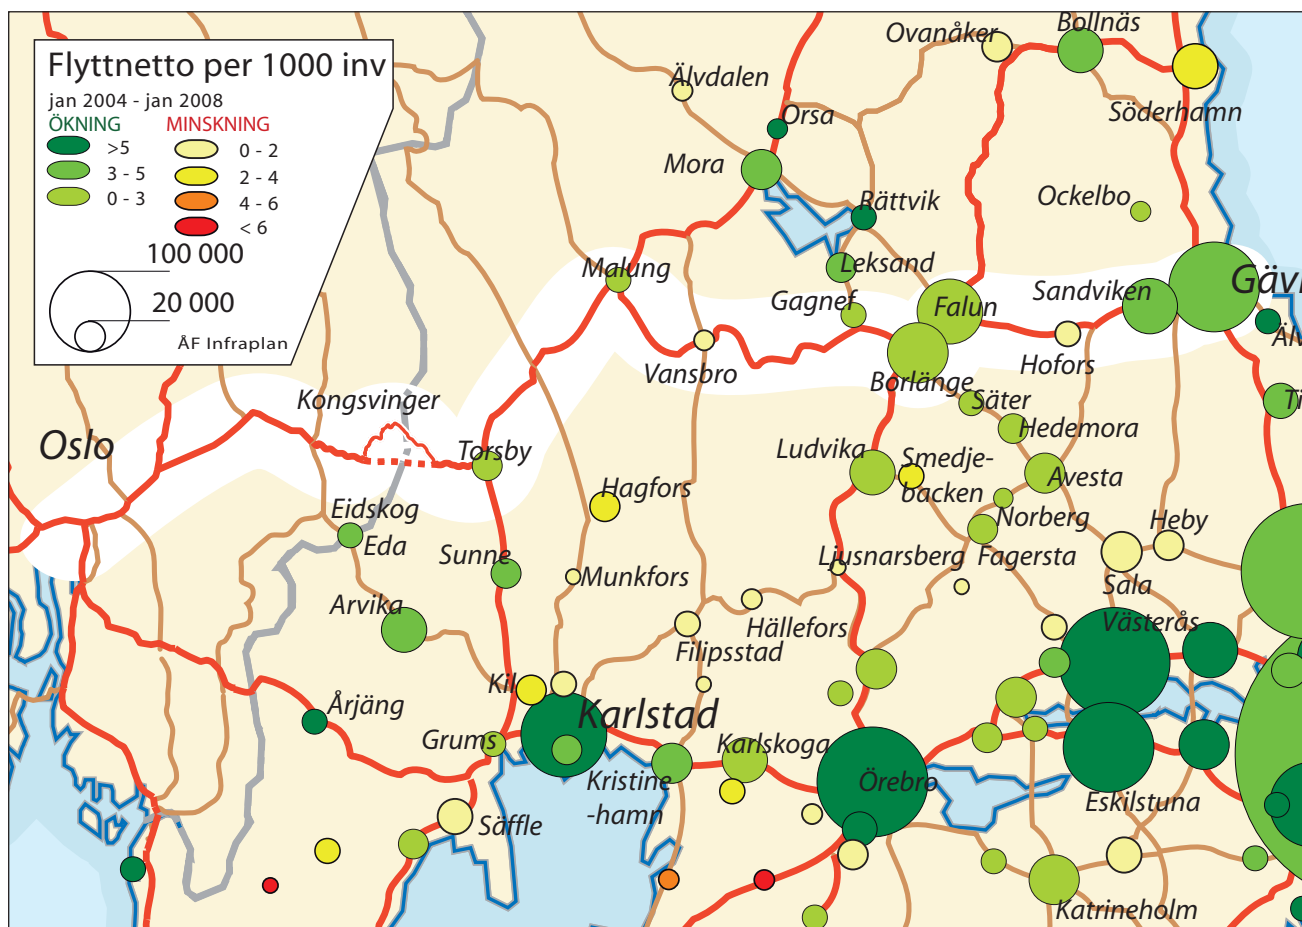 Flyttnetto per 1000 inv
jan 2004 - jan 2008
ÖKNING
MINSKNING
>5
0 - 2
3 - 5
2 - 4
0 - 3
4 - 6
< 6
100 000
20 000
ÅF Infraplan
Ovanåker
Bollnäs
Älvdalen
Söderhamn
Orsa
Mora
Rättvik
Ockelbo
Malung
Leksand
Gagnef
Falun
Sandviken
Gävl
Älv
Vansbro
Hofors
Borlänge
Säter
Ti
Kongsvinger
Oslo
Torsby
Hedemora
Ludvika
Smedje-
backen
Avesta
Hagfors
Norberg
Heby
Eidskog
Eda
Sunne
Munkfors
Ljusnarsberg
Fagersta
Sala
Arvika
Hällefors
Västerås
Filipsstad
Kil
Årjäng
Karlstad
Grums
Karlskoga
Kristine
-hamn
Örebro
Eskilstuna
Säffle
Katrineholm